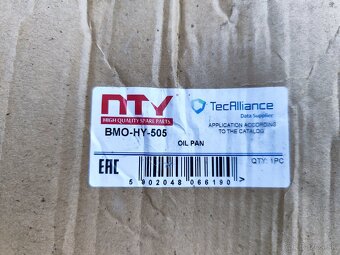 NTY
HIGH QUALITY SPARE PARTS
TecAlliance
Data Supplier
BMO-HY-505
APPLICATION ACCORDING
TO THE CATALOG
OIL PAN
EAC
QTY: 1PC
5 902048 066190 >